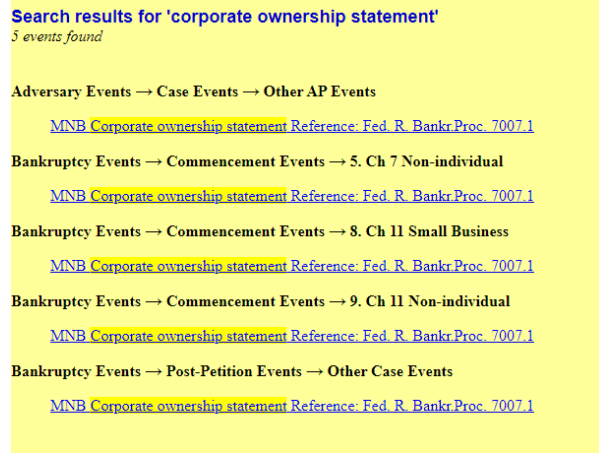 Search results for 'corporate ownership statement'
5 events found
Adversary Events → Case Events → Other AP Events
MNB Corporate ownership statement Reference: Fed. R. Bankr.Proc. 7007.1
Bankruptcy Events → Commencement Events → 5. Ch 7 Non-individual
MNB Corporate ownership statement Reference: Fed. R. Bankr.Proc. 7007.1
Bankruptcy Events → Commencement Events → 8. Ch 11 Small Business
MNB Corporate ownership statement Reference: Fed. R. Bankr.Proc. 7007.1
Bankruptcy Events → Commencement Events → 9. Ch 11 Non-individual
MNB Corporate ownership statement Reference: Fed. R. Bankr.Proc. 7007.1
Bankruptcy Events → Post-Petition Events → Other Case Events
MNB Corporate ownership statement Reference: Fed. R. Bankr.Proc. 7007.1